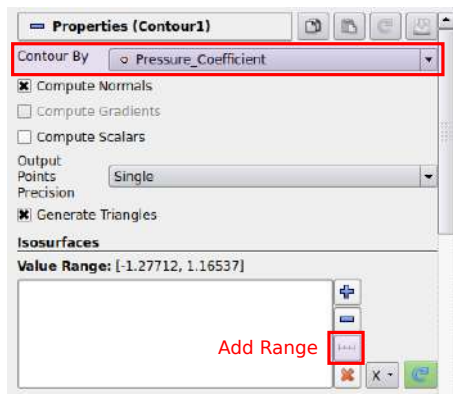 Properties (Contour1)
Contour By Pressure_Coefficient
Compute Normals
Compute Gradients
Compute Scalars
Output
Points
Precision
Single
Generate Triangles
Isosurfaces
Value Range: [-1.27712, 1.16537]
Add Range
X